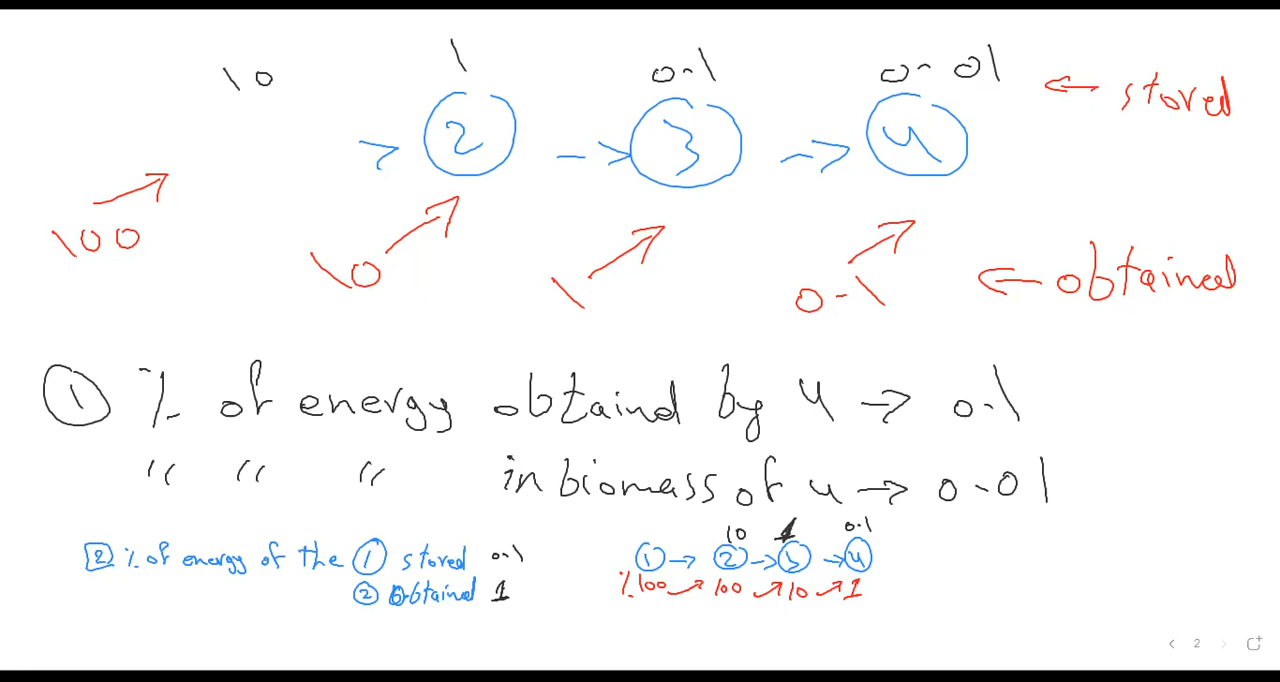 10 1 0.1 0.01 ← stored
→ 2 → 3 → 4
100 10 1 0.1 ← obtained
① % of energy obtaind by 4 → 0.1
" " " in biomass of 4 → 0.01
10 1 0.1
2 % of energy of the ① stored 0.1 ① → ② → ③ → ④
② obtained 1 % 100 → 100 → 10 → 1
2